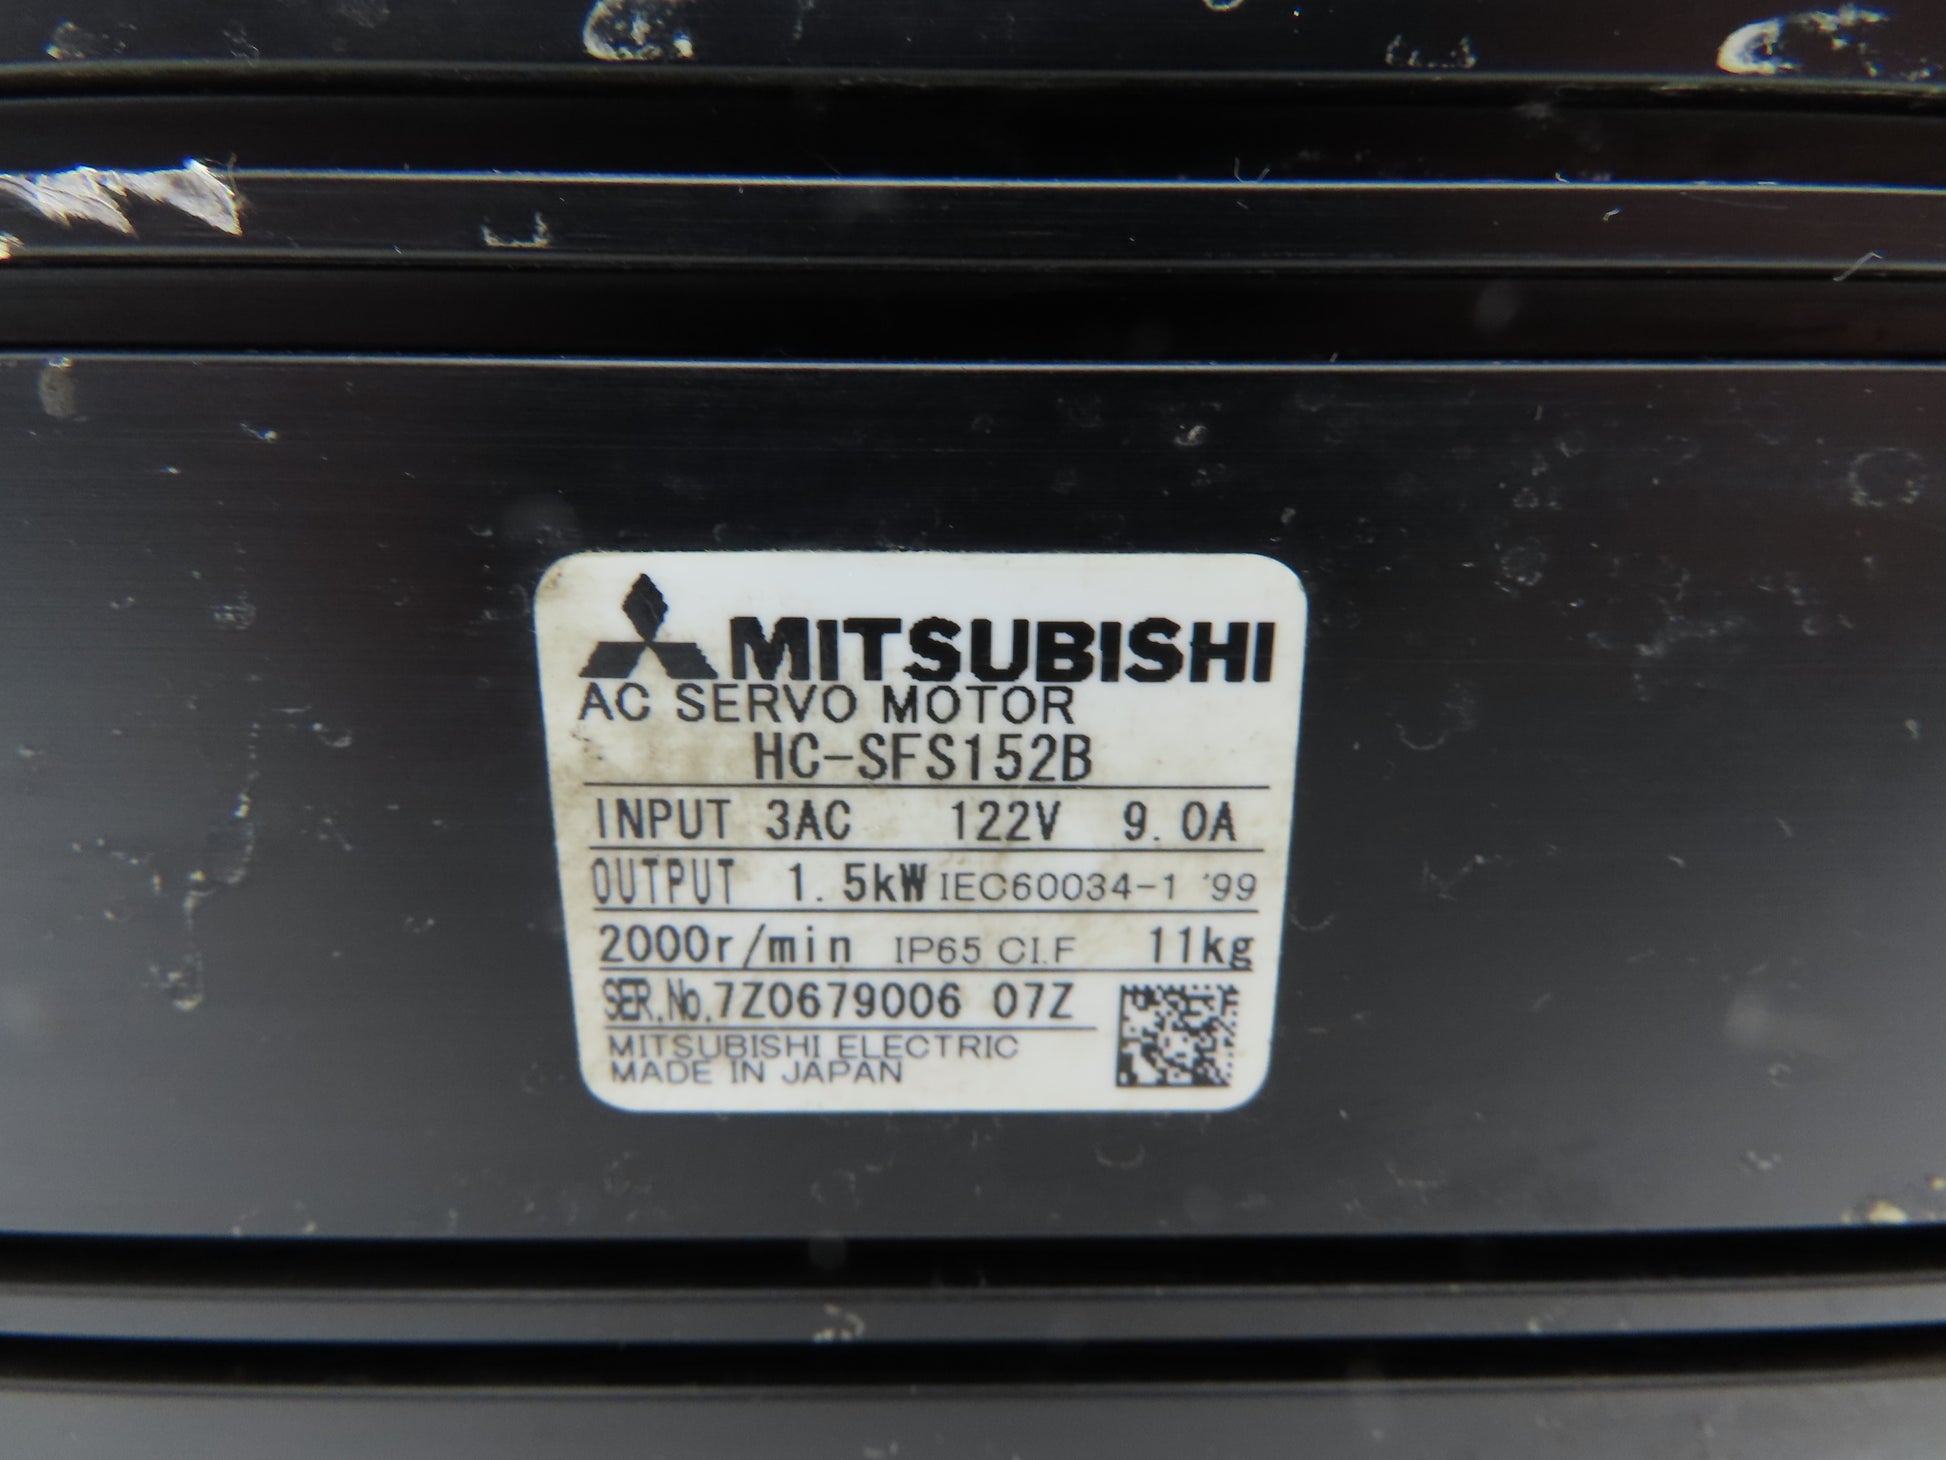 MITSUBISHI
AC SERVO MOTOR
HC-SFS152B
INPUT 3AC 122V 9.0A
OUTPUT 1.5kW IEC60034-1 '99
2000r/min IP65 CI.F 11kg
SER.No.7Z0679006 07Z
MITSUBISHI ELECTRIC
MADE IN JAPAN